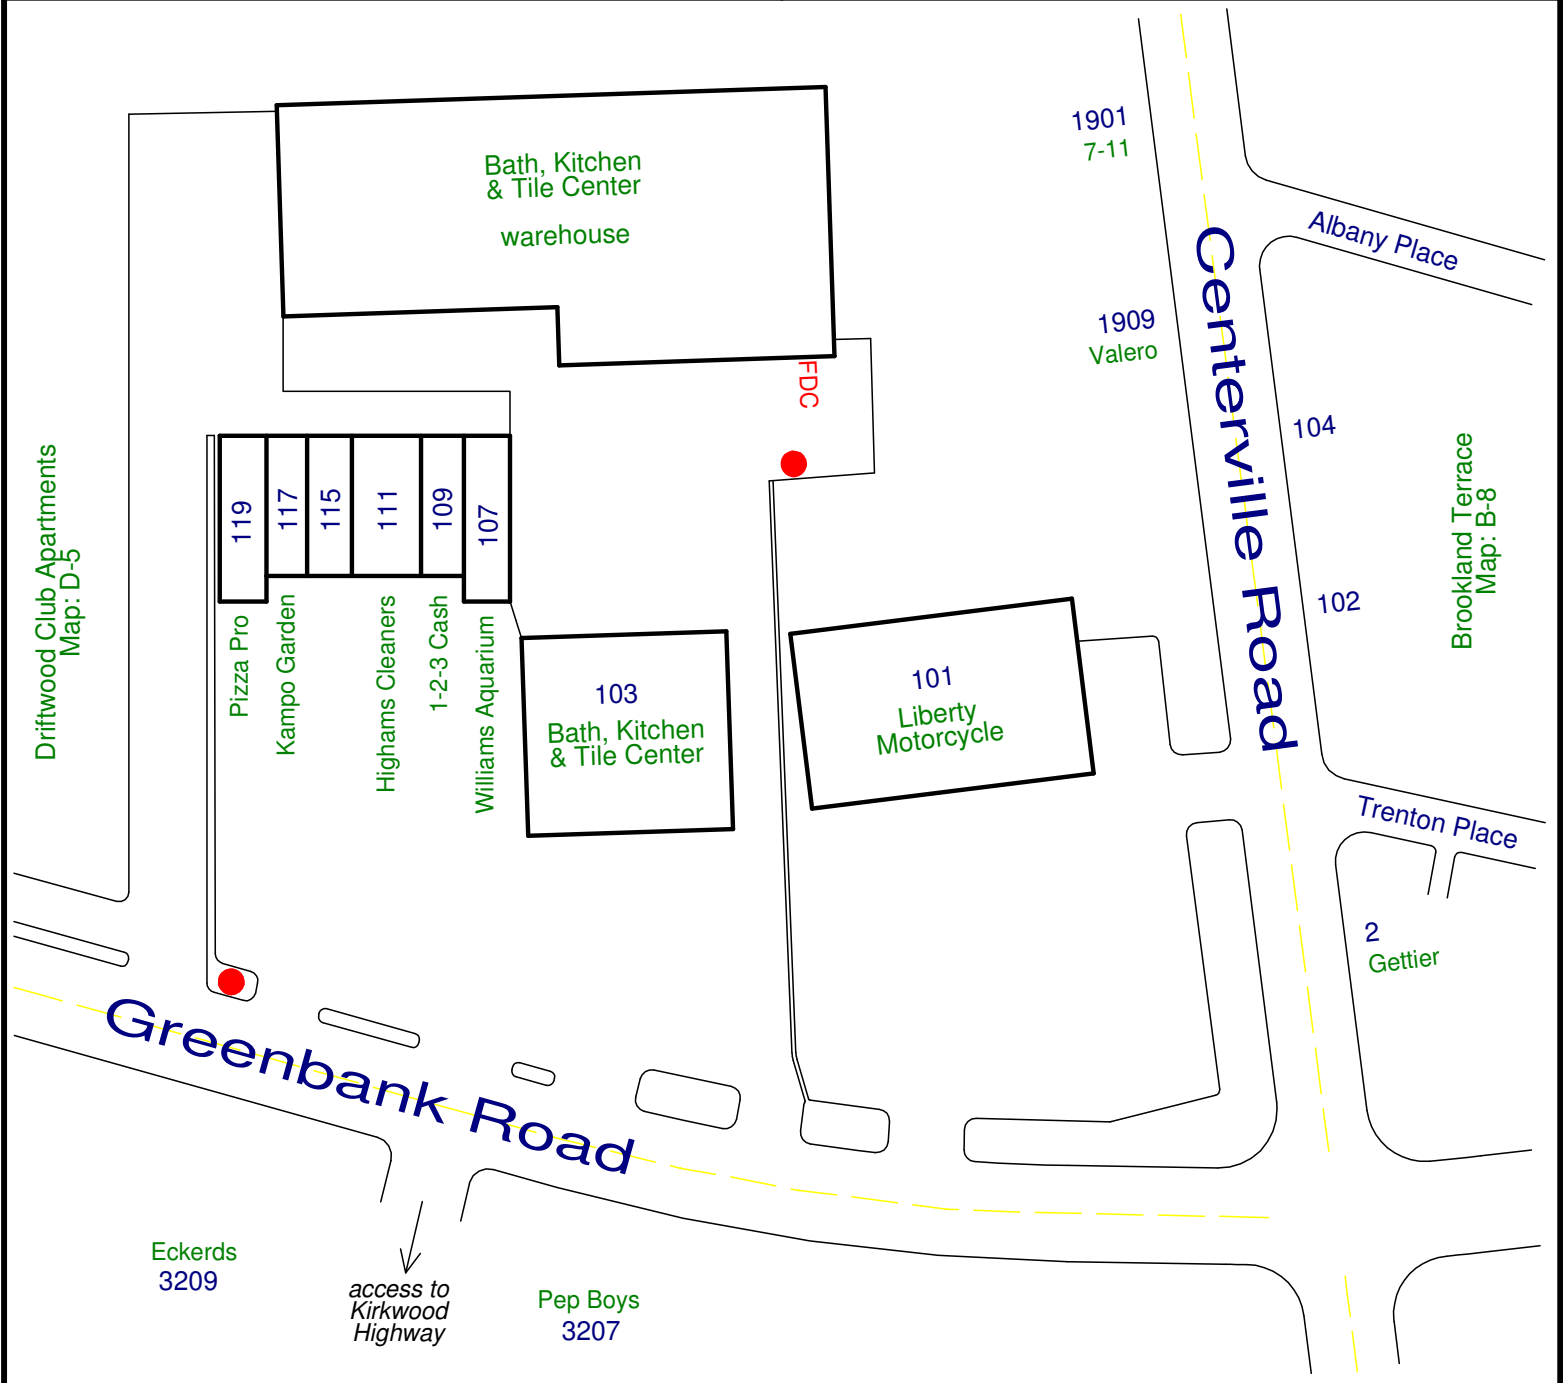 1901
7-11
Bath, Kitchen
& Tile Center
warehouse
Albany Place
Centerville Road
1909
Valero
FDC
104
102
Brookland Terrace
Map: B-8
Driftwood Club Apartments
Map: D-5
119
117
115
111
109
107
Pizza Pro
Kampo Garden
Highams Cleaners
1-2-3 Cash
Williams Aquarium
103
Bath, Kitchen
& Tile Center
101
Liberty
Motorcycle
Trenton Place
2
Gettier
Greenbank Road
Eckerds
3209
access to
Kirkwood
Highway
Pep Boys
3207